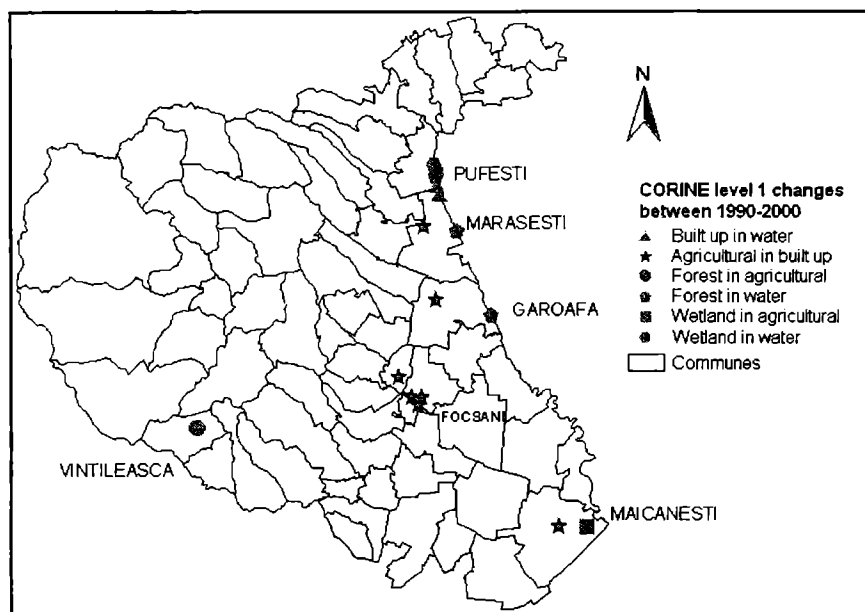 N
PUFESTI
MARASESTI
GAROAFA
FOCSANI
VINTILEASCA
MAICANESTI
CORINE level 1 changes
between 1990-2000
Built up in water
Agricultural in built up
Forest in agricultural
Forest in water
Wetland in agricultural
Wetland in water
Communes